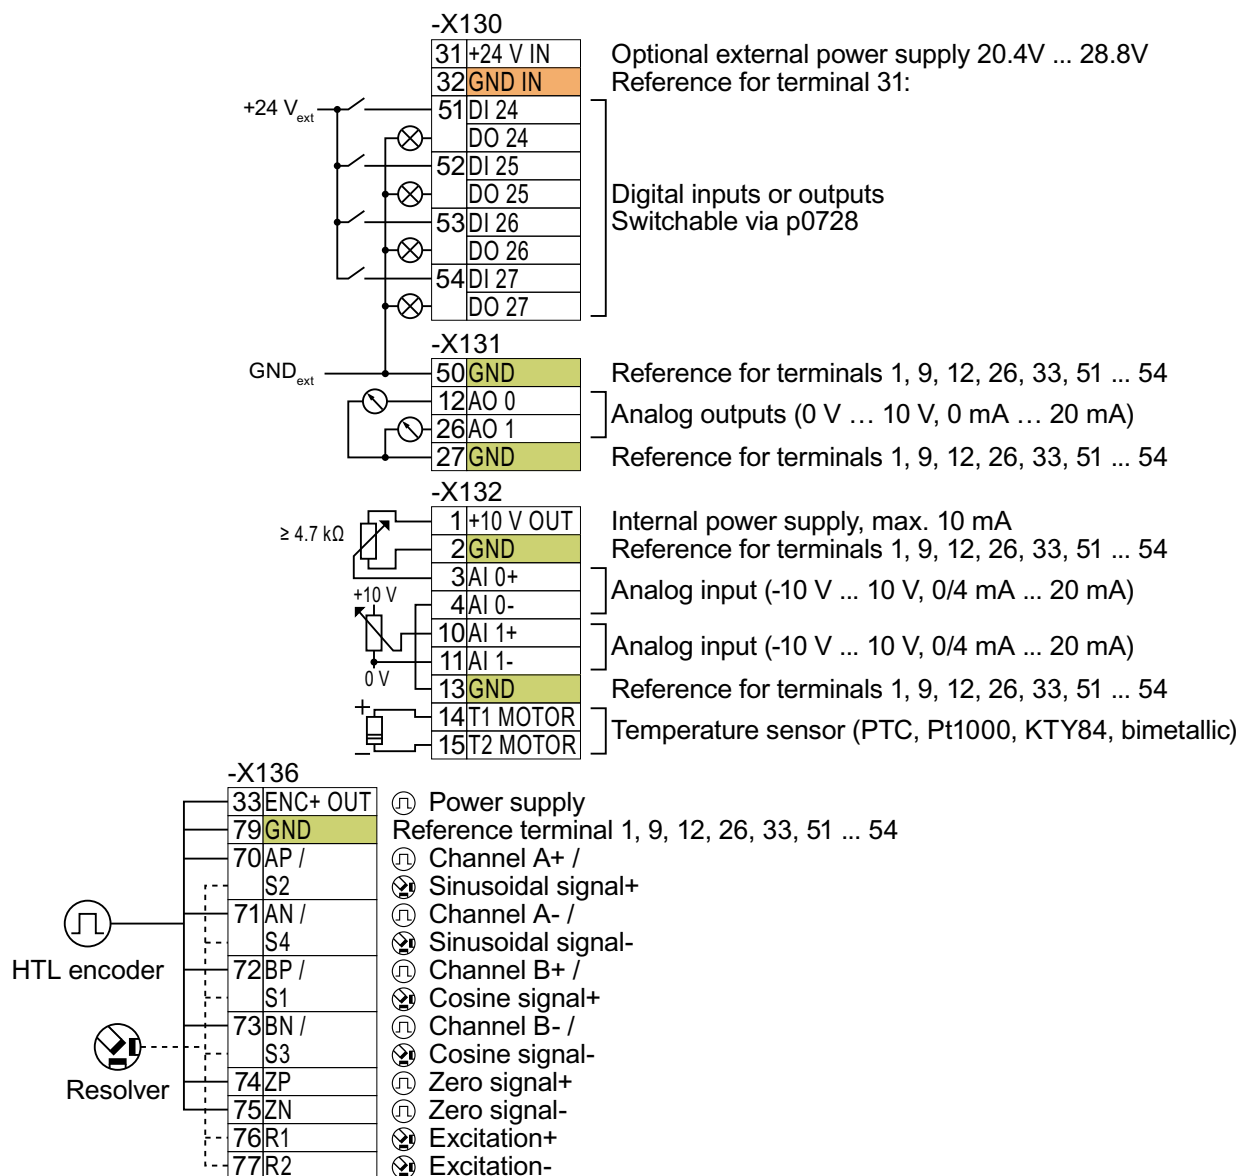 -X130
31 +24 V IN Optional external power supply 20.4V ... 28.8V
32 GND IN Reference for terminal 31:
+24 Vext 51 DI 24
DO 24
52 DI 25
DO 25 Digital inputs or outputs
53 DI 26 Switchable via p0728
DO 26
54 DI 27
DO 27
-X131
GNDext 50 GND Reference for terminals 1, 9, 12, 26, 33, 51 ... 54
12 AO 0 Analog outputs (0 V … 10 V, 0 mA … 20 mA)
26 AO 1
27 GND Reference for terminals 1, 9, 12, 26, 33, 51 ... 54
-X132
≥ 4.7 kΩ 1 +10 V OUT Internal power supply, max. 10 mA
2 GND Reference for terminals 1, 9, 12, 26, 33, 51 ... 54
3 AI 0+ Analog input (-10 V ... 10 V, 0/4 mA ... 20 mA)
+10 V 4 AI 0-
10 AI 1+ Analog input (-10 V ... 10 V, 0/4 mA ... 20 mA)
11 AI 1-
0 V 13 GND Reference for terminals 1, 9, 12, 26, 33, 51 ... 54
+ 14 T1 MOTOR Temperature sensor (PTC, Pt1000, KTY84, bimetallic)
– 15 T2 MOTOR
-X136
33 ENC+ OUT Power supply
79 GND Reference terminal 1, 9, 12, 26, 33, 51 ... 54
70 AP / Channel A+ /
S2 Sinusoidal signal+
71 AN / Channel A- /
S4 Sinusoidal signal-
HTL encoder 72 BP / Channel B+ /
S1 Cosine signal+
73 BN / Channel B- /
S3 Cosine signal-
Resolver 74 ZP Zero signal+
75 ZN Zero signal-
76 R1 Excitation+
77 R2 Excitation-